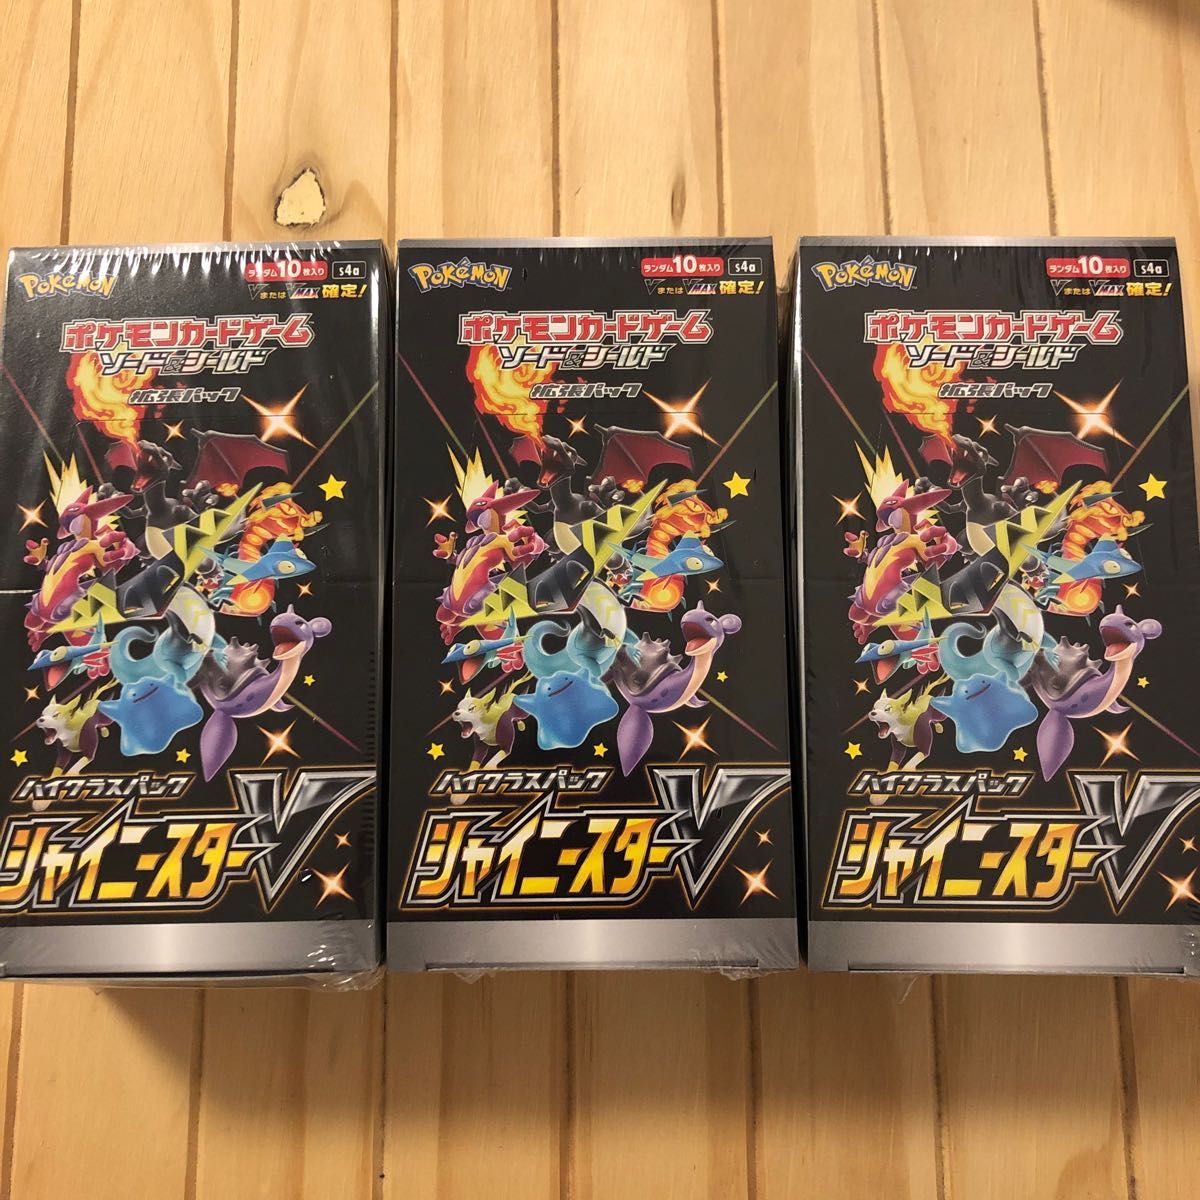 Pokémon
ランダム10枚入り s4a
VまたはVMAX確定!
ポケモンカードゲーム
ソード&シールド
拡張パック
ハイクラスパック
シャイニースターV
Pokémon
ランダム10枚入り s4a
VまたはVMAX確定!
ポケモンカードゲーム
ソード&シールド
拡張パック
ハイクラスパック
シャイニースターV
Pokémon
ランダム10枚入り s4a
VまたはVMAX確定!
ポケモンカードゲーム
ソード&シールド
拡張パック
ハイクラスパック
シャイニースターV